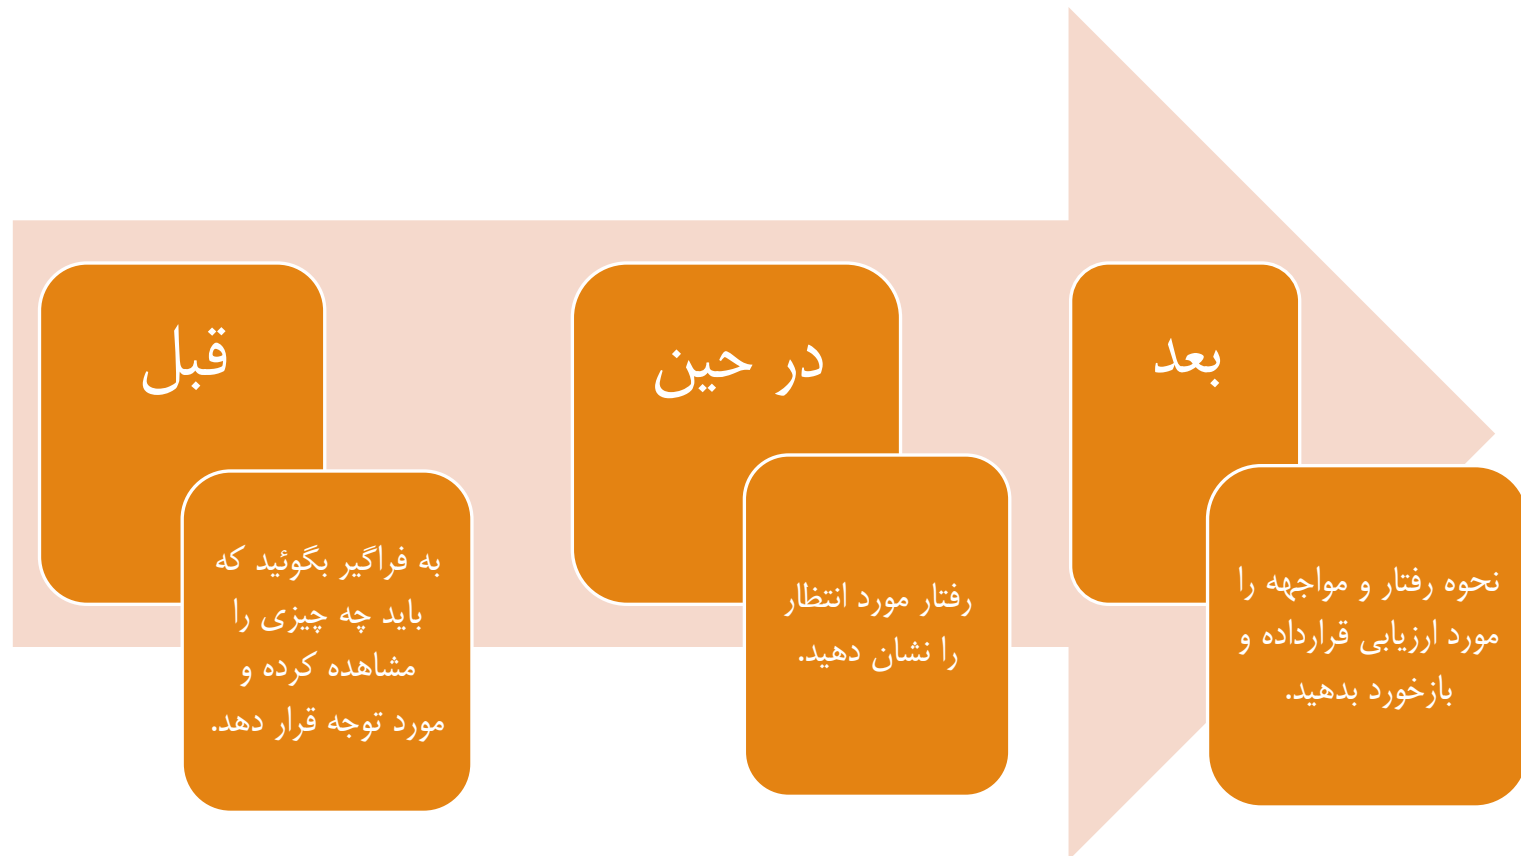 قبل
به فراگیر بگوئید که
باید چه چیزی را
مشاهده کرده و
مورد توجه قرار دهد.
در حین
رفتار مورد انتظار
را نشان دهید.
بعد
نحوه رفتار و مواجهه را
مورد ارزیابی قرارداده و
بازخورد بدهید.